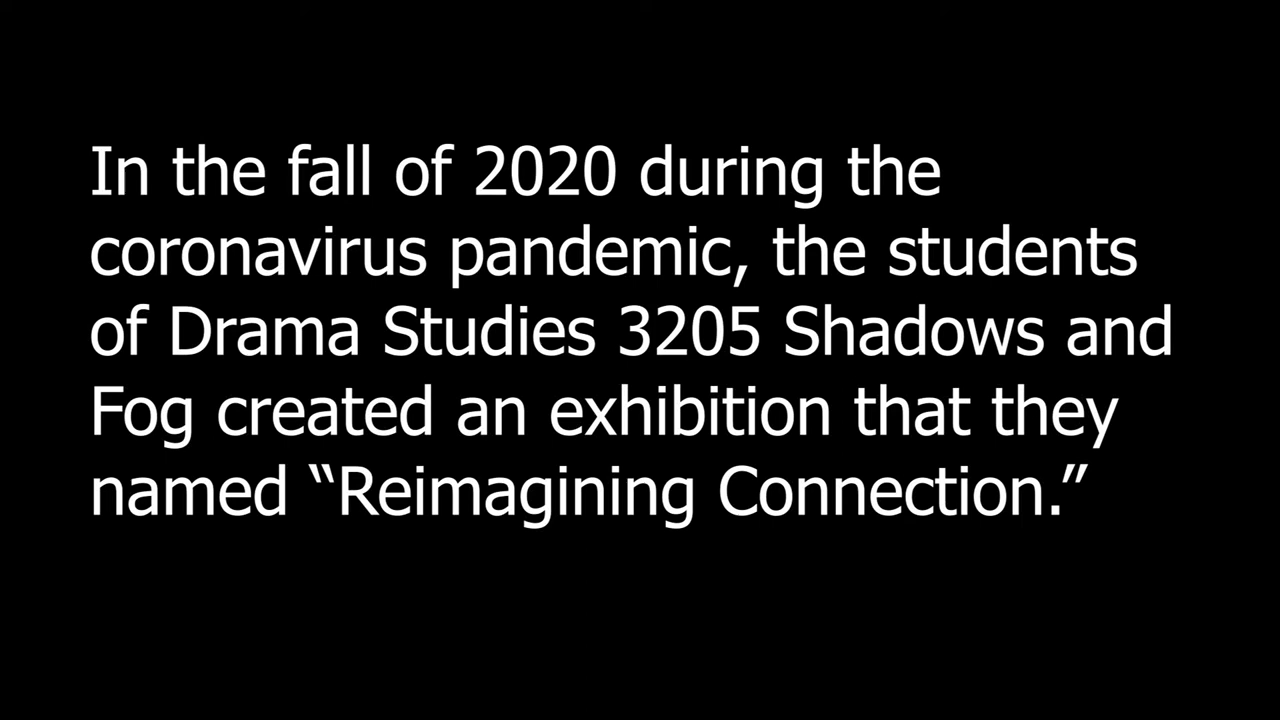 In the fall of 2020 during the
coronavirus pandemic, the students
of Drama Studies 3205 Shadows and
Fog created an exhibition that they
named “Reimagining Connection.”